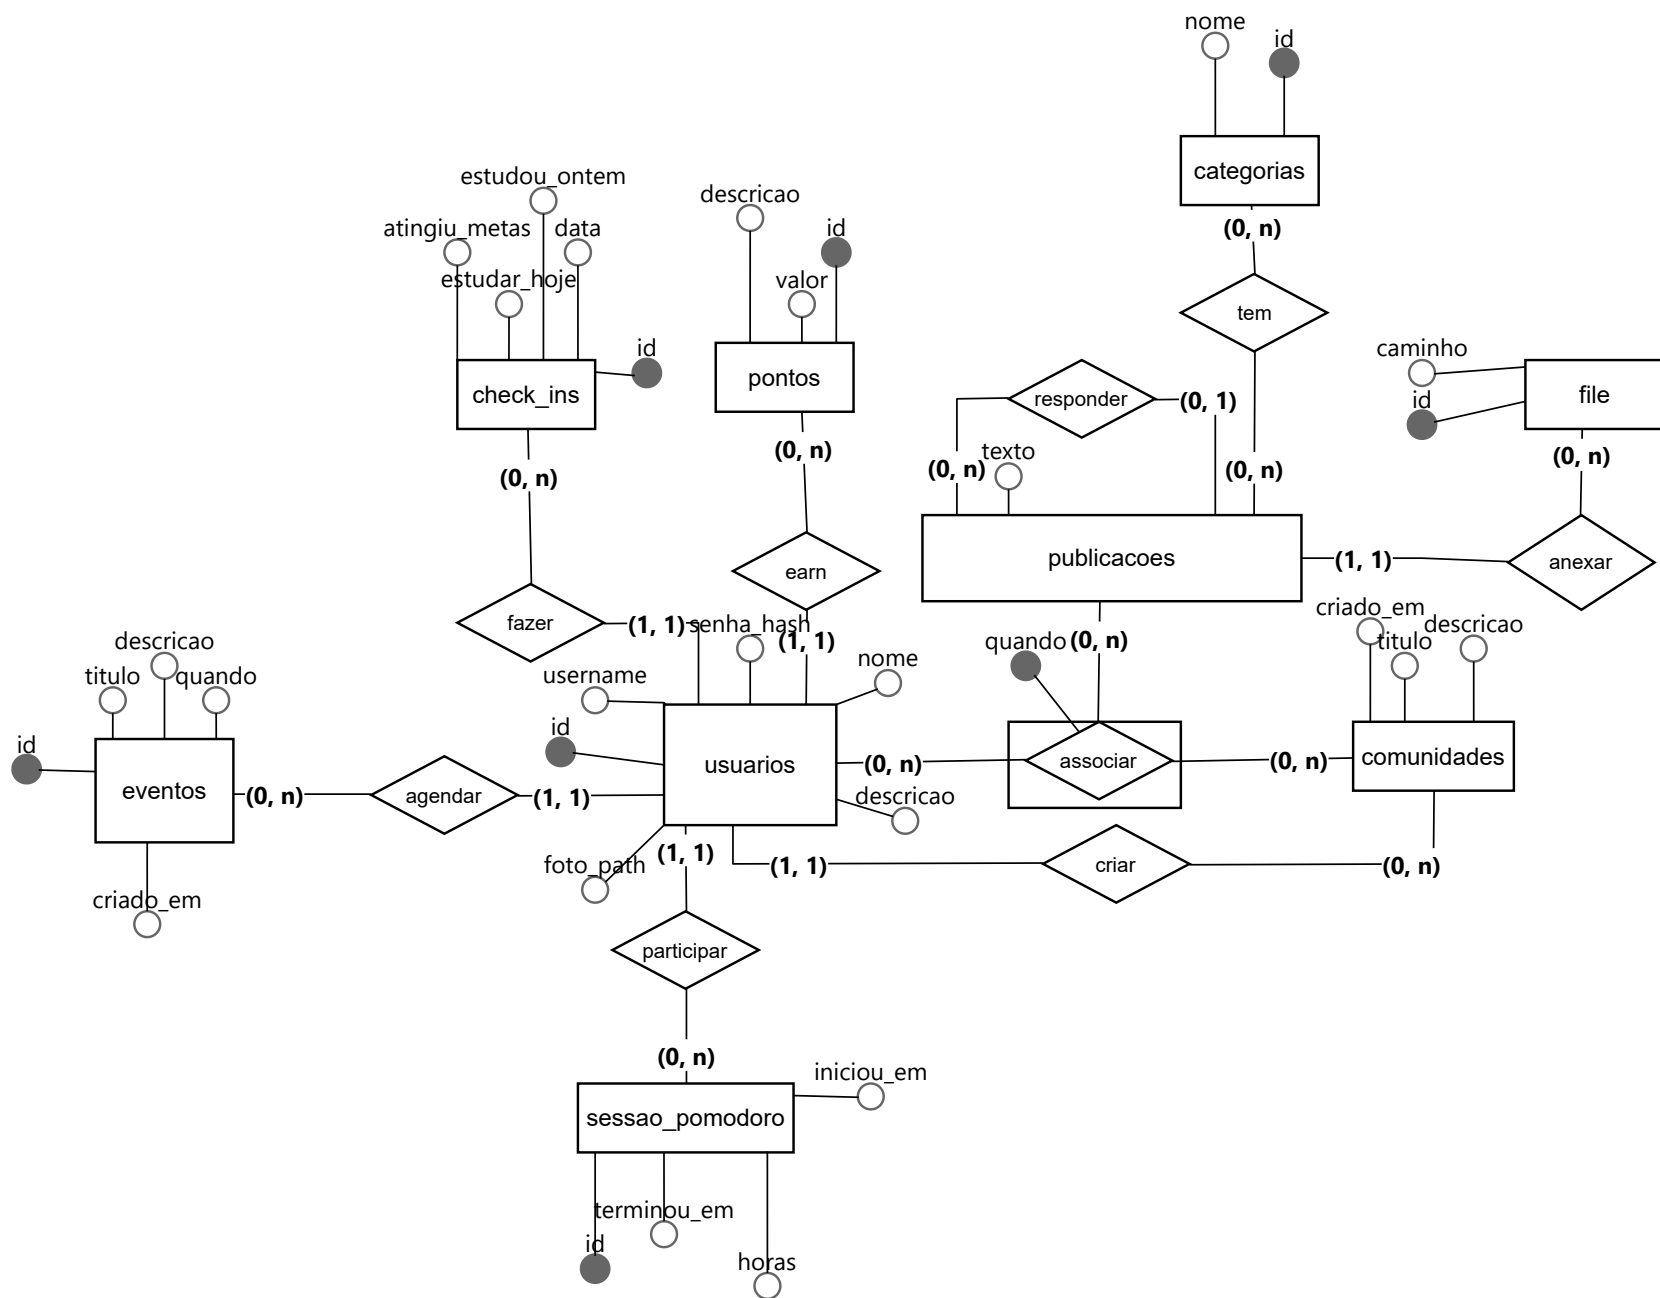 nome
id
categorias
(0, n)
tem
estudou_ontem
atingiu_metas
data
estudar_hoje
id
check_ins
(0, n)
descricao
id
valor
pontos
(0, n)
responder
(0, 1)
(0, n)
texto
(0, n)
caminho
id
file
(0, n)
publicacoes
(1, 1)
anexar
earn
fazer
(1, 1)
senha_hash
(1, 1)
quando
(0, n)
criado_em
titulo
descricao
descricao
titulo
quando
id
eventos
criado_em
(0, n)
agendar
(1, 1)
username
id
nome
usuarios
descricao
foto_path
(1, 1)
(0, n)
associar
(0, n)
comunidades
(1, 1)
criar
(0, n)
participar
(0, n)
sessao_pomodoro
iniciou_em
terminou_em
id
horas